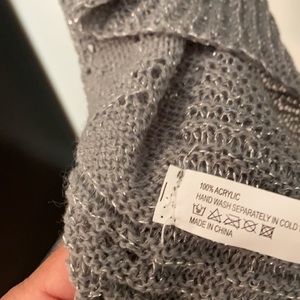 100% ACRYLIC
HAND WASH SEPARATELY IN COLD
MADE IN CHINA